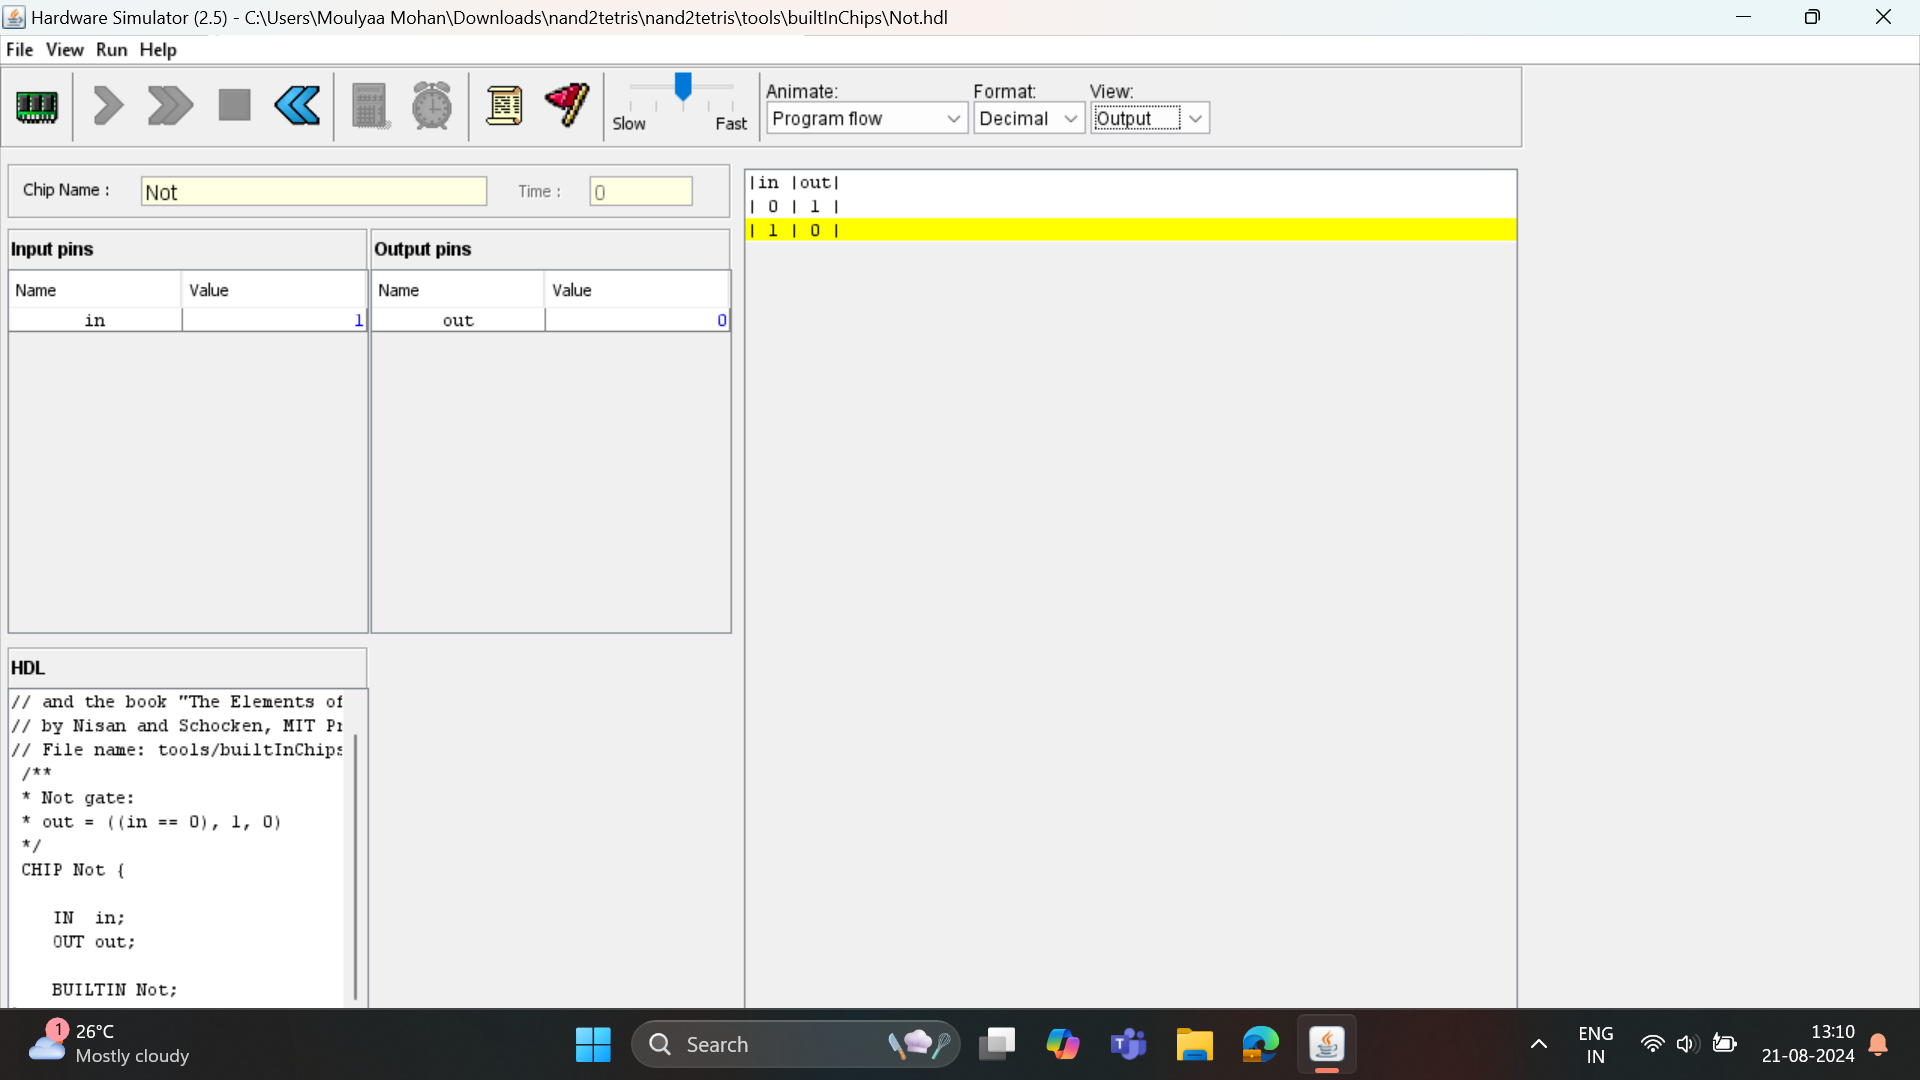 Hardware Simulator (2.5) - C:\Users\Moulyaa Mohan\Downloads\nand2tetris\nand2tetris\tools\builtInChips\Not.hdl
File View Run Help
Slow Fast
Animate:
Program flow
Format:
Decimal
View:
Output
Chip Name :
Not
Time :
0
Input pins
Name Value
in 1
Output pins
Name Value
out 0
|in |out|
| 0 | 1 |
| 1 | 0 |
HDL
// and the book "The Elements of
// by Nisan and Schocken, MIT Pr
// File name: tools/builtInChips
/**
* Not gate:
* out = ((in == 0), 1, 0)
*/
CHIP Not {
IN in;
OUT out;
BUILTIN Not;
1
26°C
Mostly cloudy
Search
ENG
IN
13:10
21-08-2024